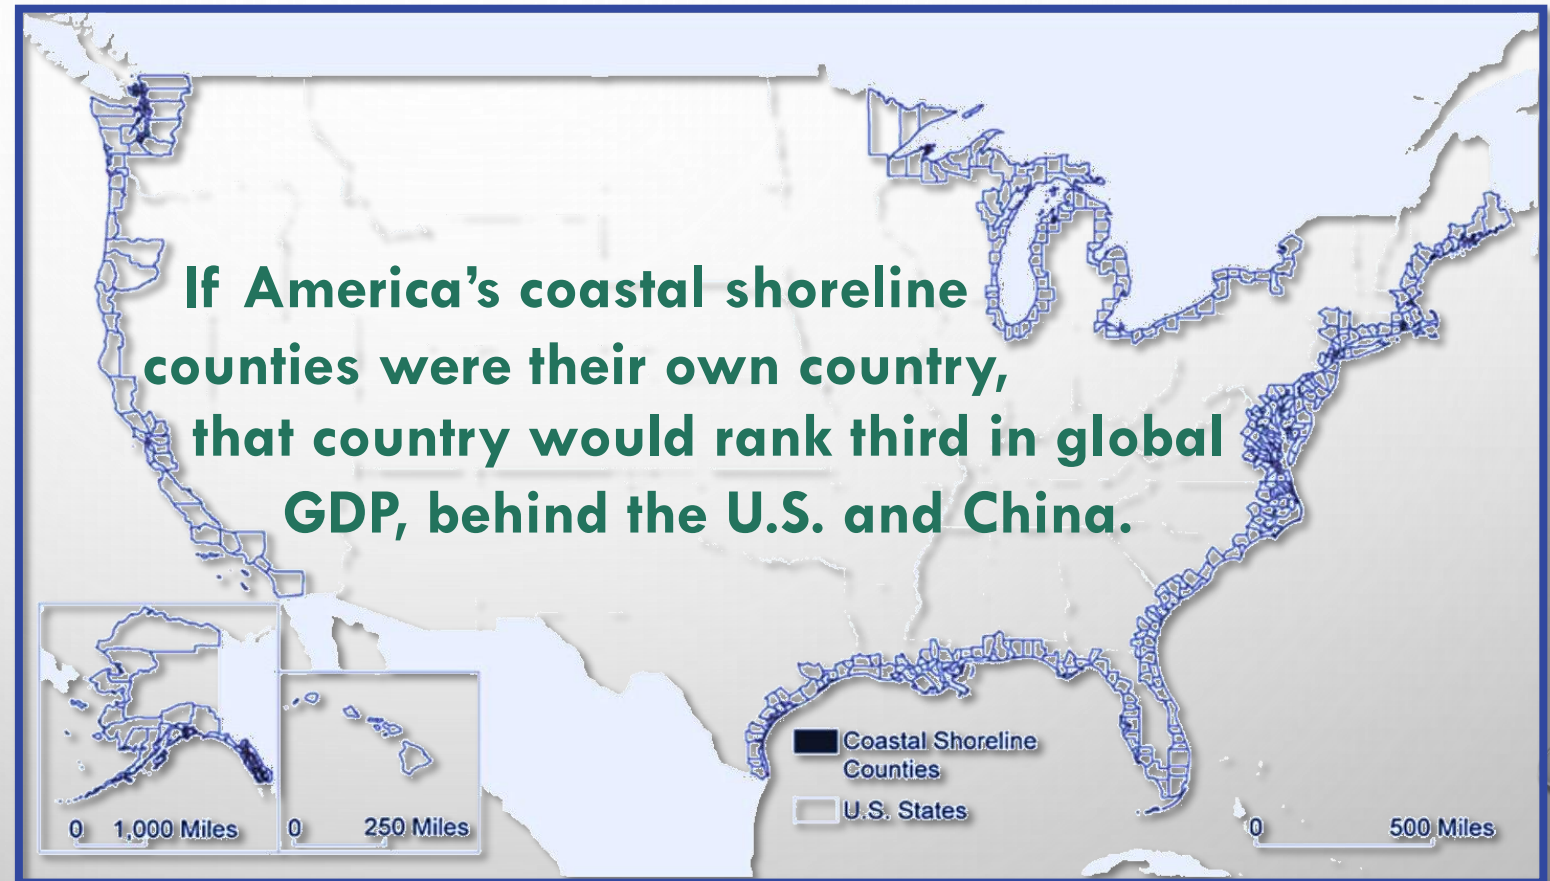 If America’s coastal shoreline
counties were their own country,
that country would rank third in global
GDP, behind the U.S. and China.
Coastal Shoreline
Counties
U.S. States
0 1,000 Miles
0 250 Miles
0 500 Miles